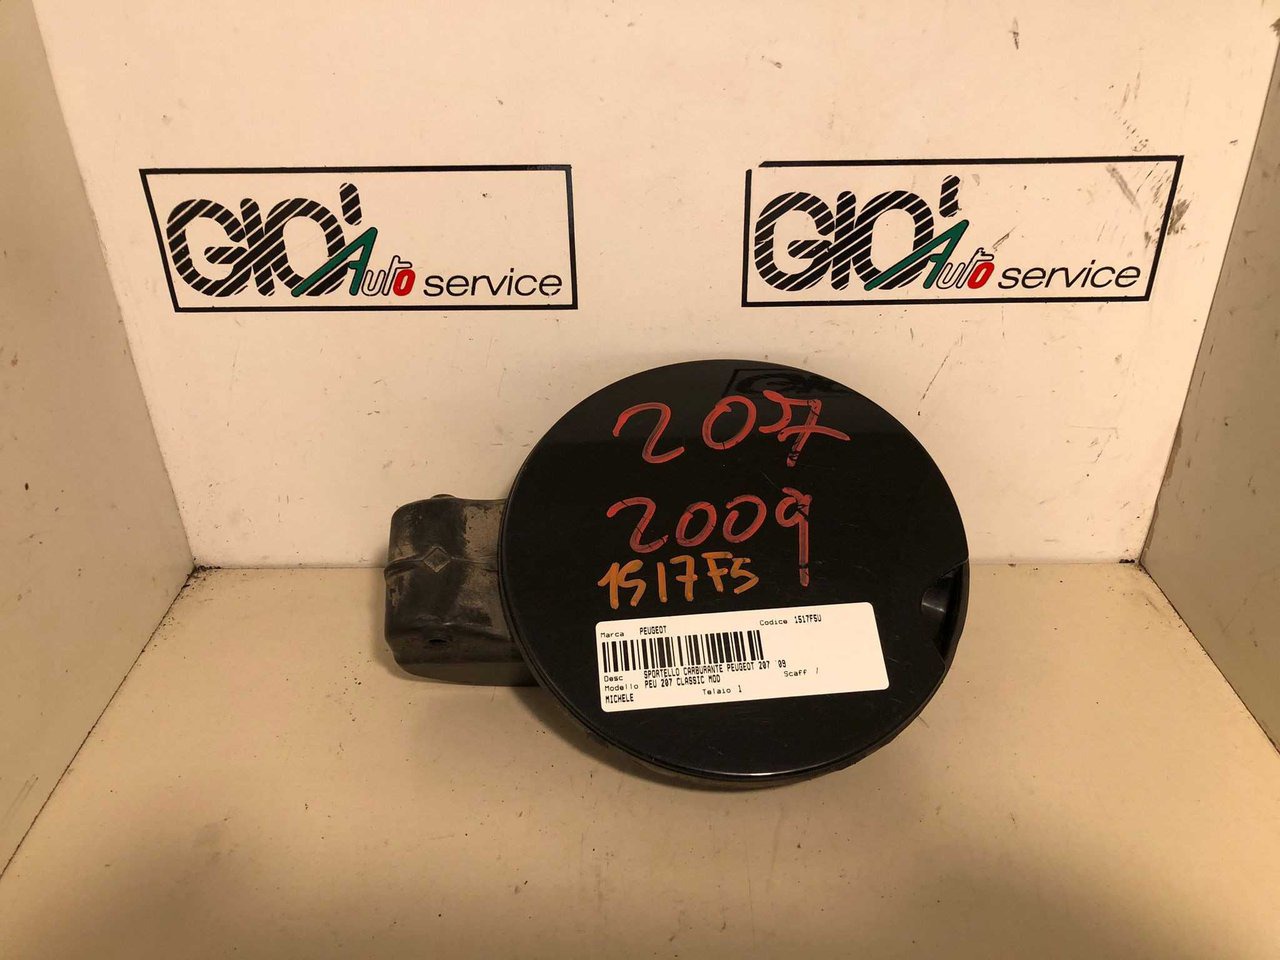 GIO' Auto service
GIO' Auto service
207
2009
1517F5
Marca PEUGEOT Codice 1517F5U
Desc SPORTELLO CARBURANTE PEUGEOT 207 '09
Modello PEU 207 CLASSIC MOD Scaff /
MICHELE Telaio 1